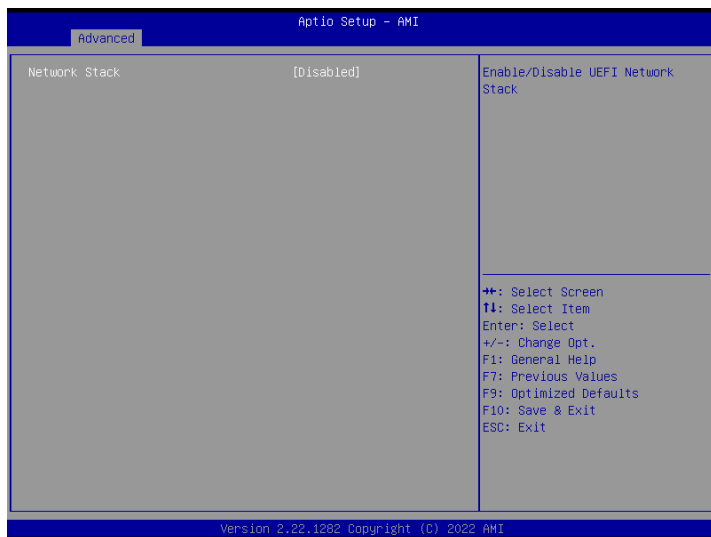 Aptio Setup – AMI
Advanced
Network Stack [Disabled]
Enable/Disable UEFI Network
Stack
→←: Select Screen
↑↓: Select Item
Enter: Select
+/-: Change Opt.
F1: General Help
F7: Previous Values
F9: Optimized Defaults
F10: Save & Exit
ESC: Exit
Version 2.22.1282 Copyright (C) 2022 AMI